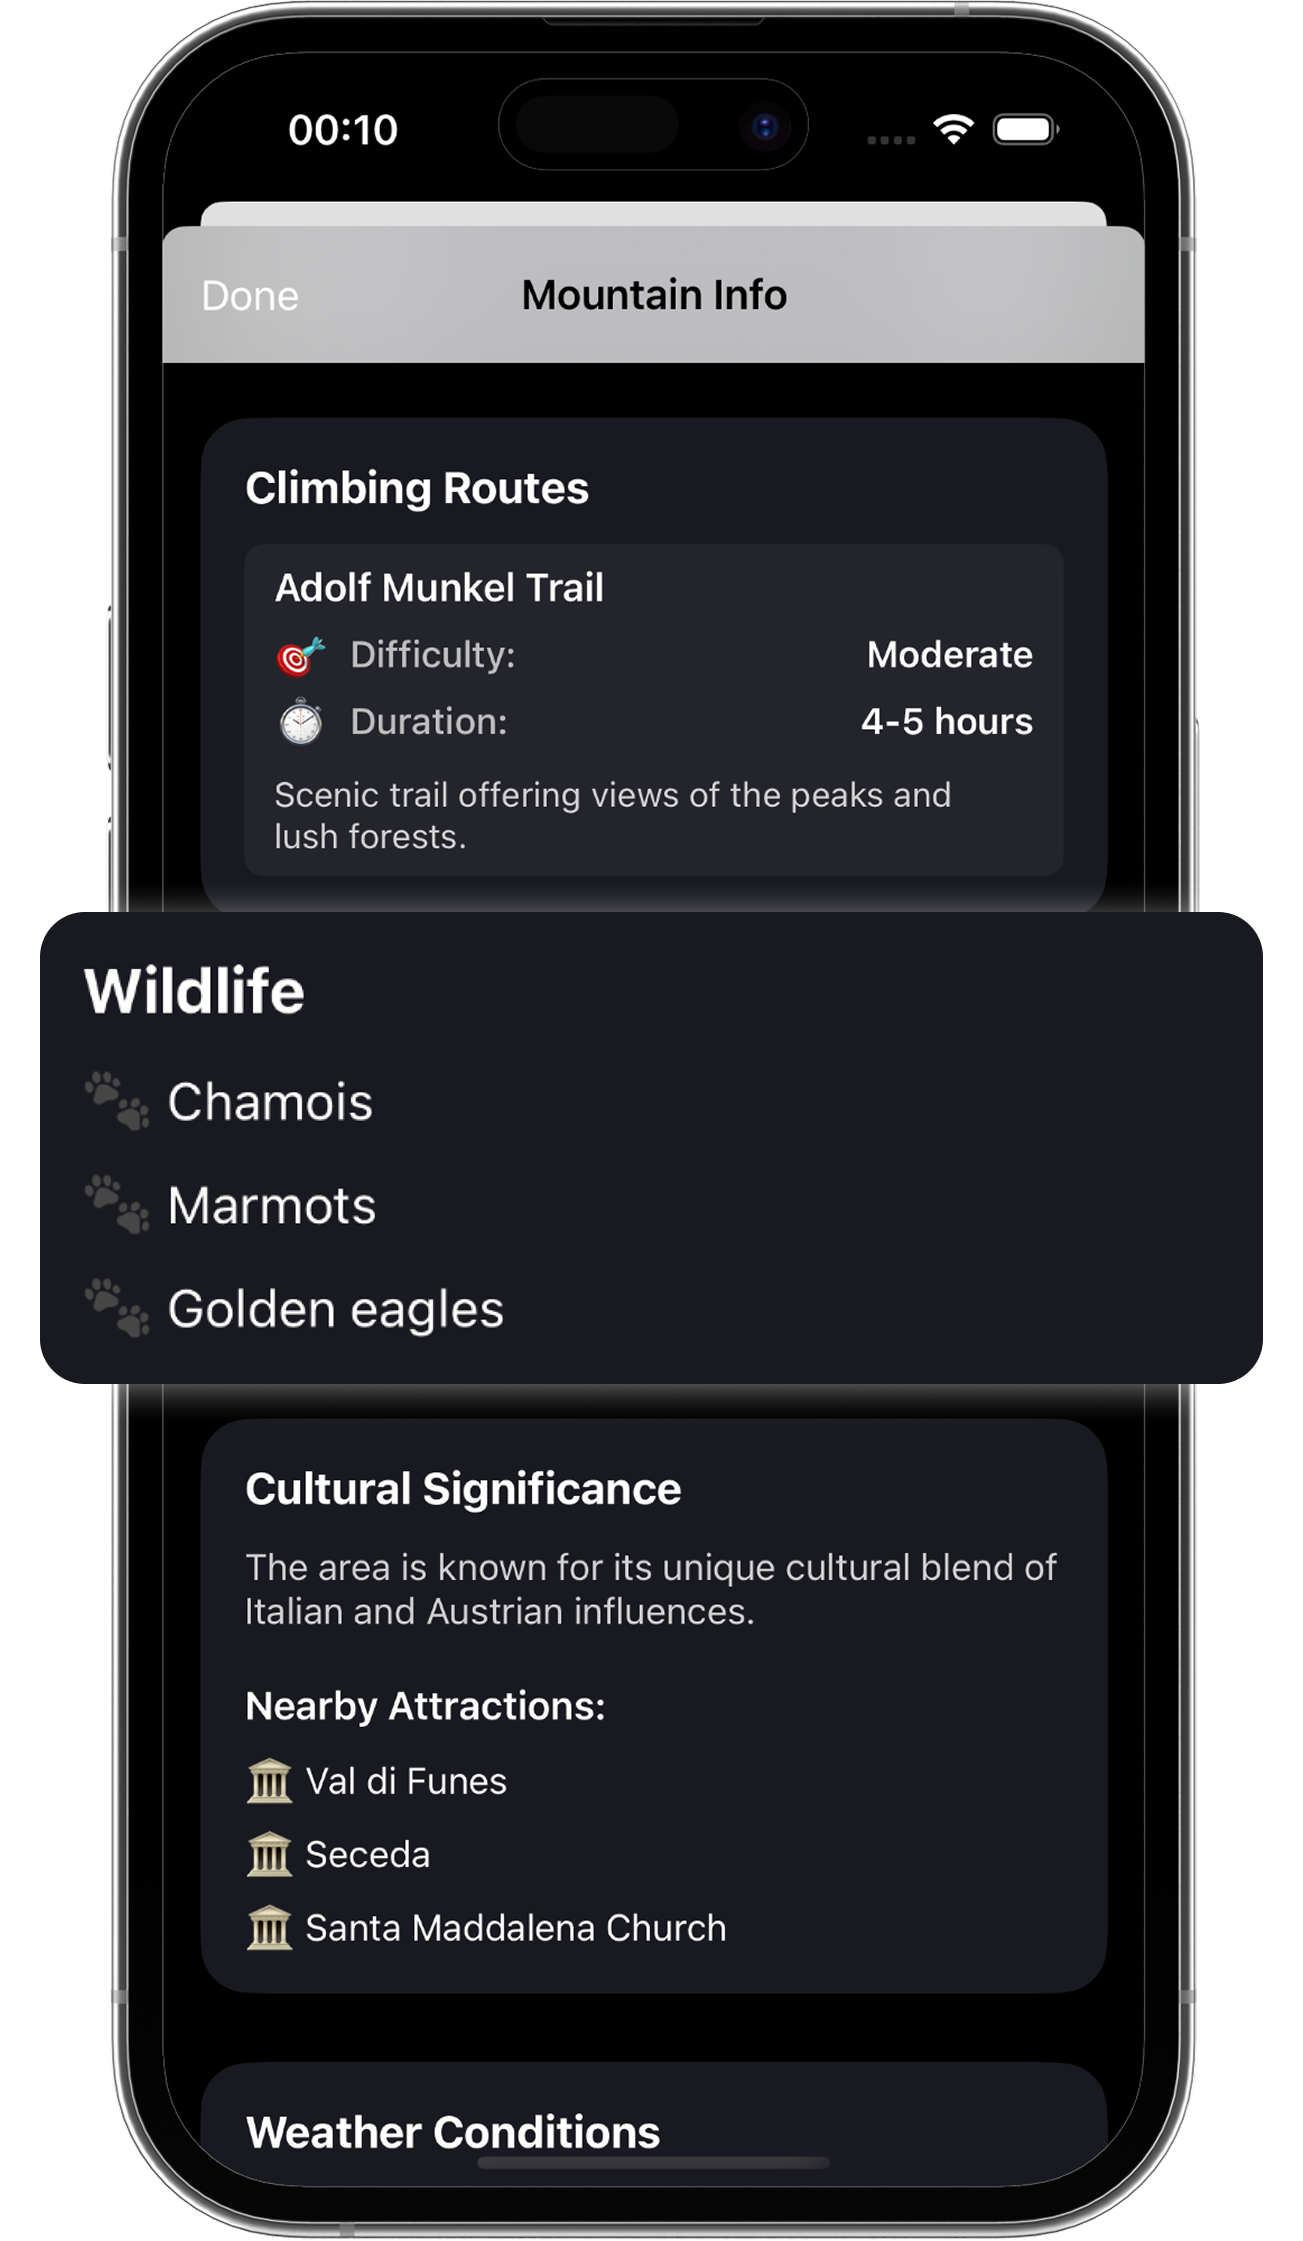 00:10
Done
Mountain Info
Climbing Routes
Adolf Munkel Trail
Difficulty: Moderate
Duration: 4-5 hours
Scenic trail offering views of the peaks and
lush forests.
Wildlife
Chamois
Marmots
Golden eagles
Cultural Significance
The area is known for its unique cultural blend of
Italian and Austrian influences.
Nearby Attractions:
Val di Funes
Seceda
Santa Maddalena Church
Weather Conditions